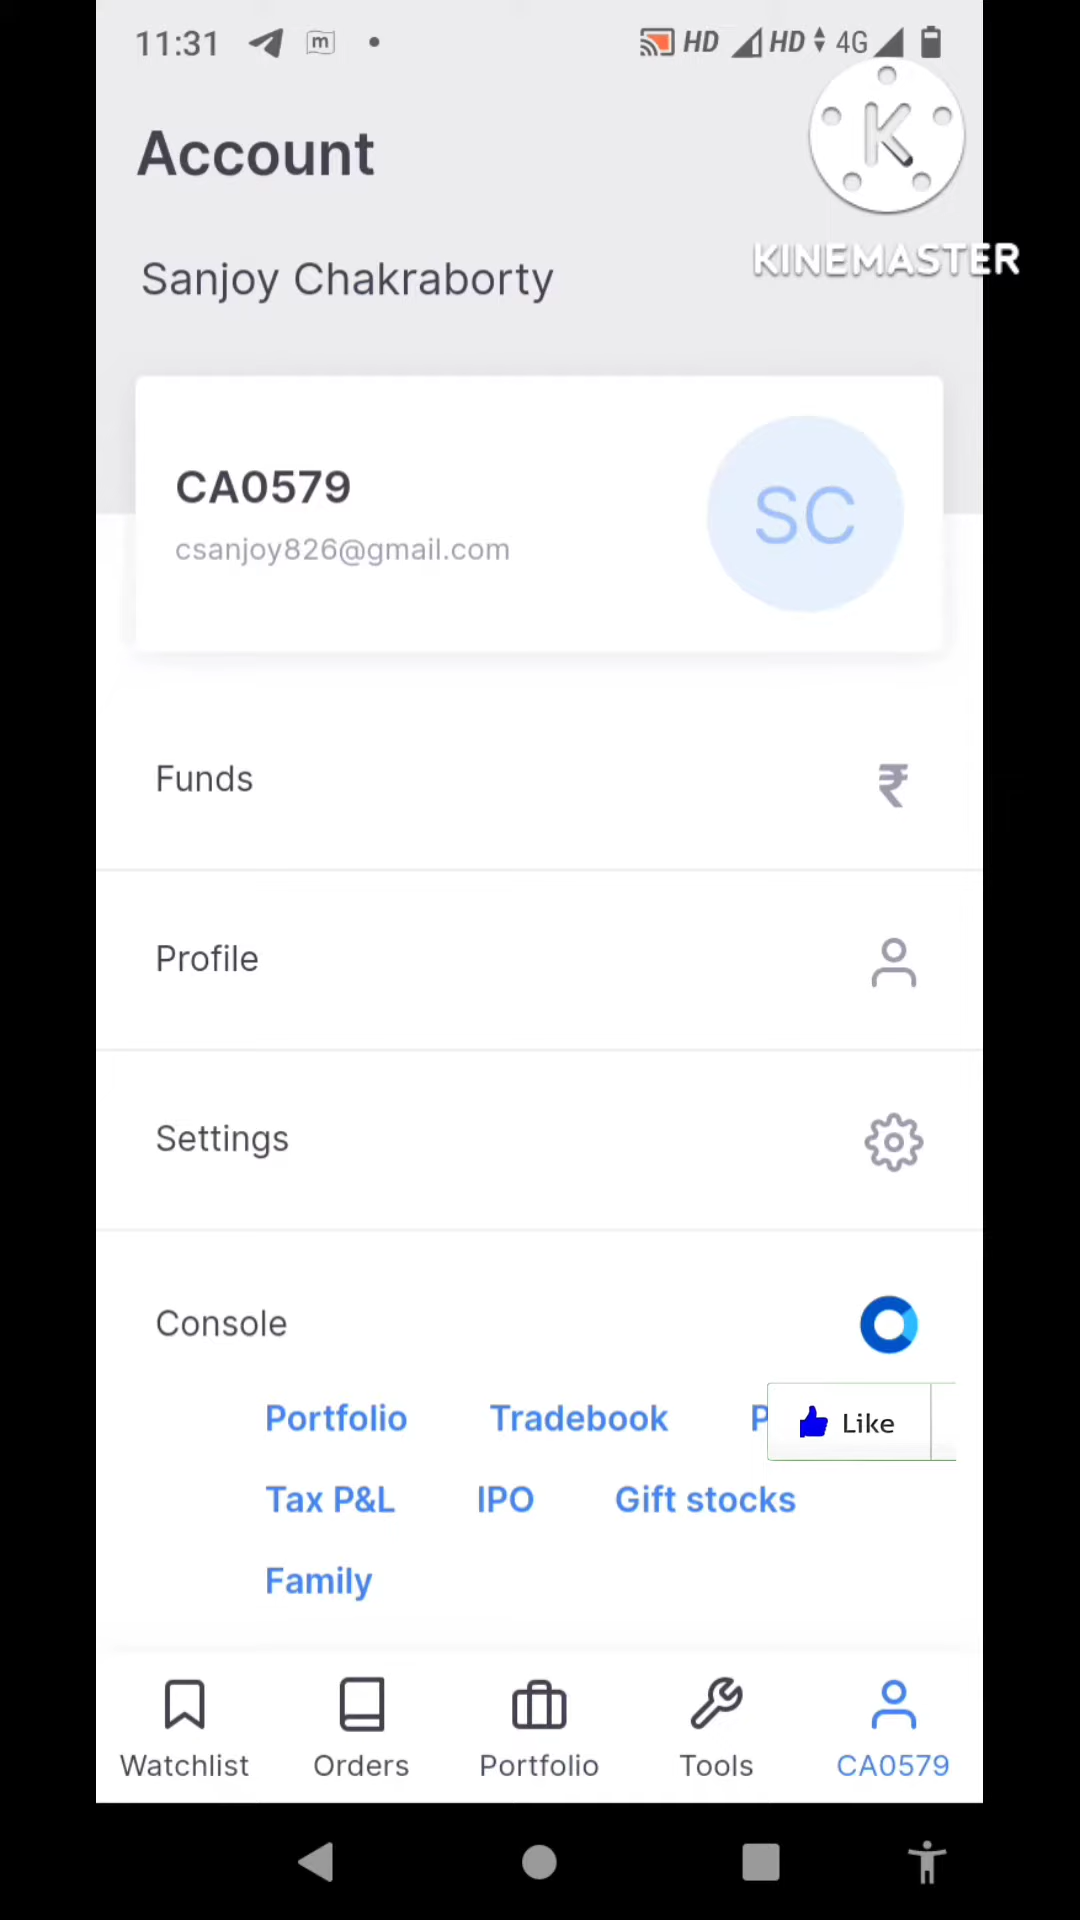 11:31 m HD HD 4G
Account
K
KINEMASTER
Sanjoy Chakraborty
CA0579
SC
csanjoy826@gmail.com
Funds ₹
Profile
Settings
Console
Portfolio Tradebook P
Like
Tax P&L IPO Gift stocks
Family
Watchlist Orders Portfolio Tools CA0579